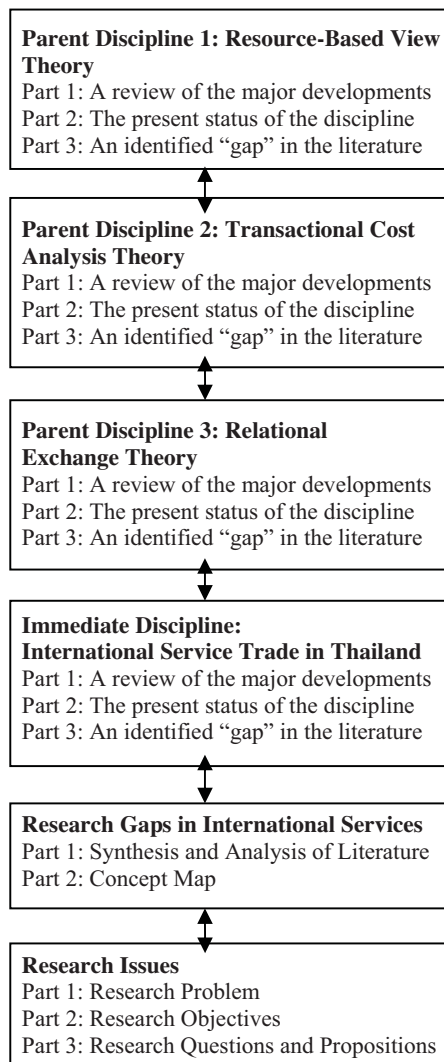 Parent Discipline 1: Resource-Based View
Theory
Part 1: A review of the major developments
Part 2: The present status of the discipline
Part 3: An identified “gap” in the literature
Parent Discipline 2: Transactional Cost
Analysis Theory
Part 1: A review of the major developments
Part 2: The present status of the discipline
Part 3: An identified “gap” in the literature
Parent Discipline 3: Relational
Exchange Theory
Part 1: A review of the major developments
Part 2: The present status of the discipline
Part 3: An identified “gap” in the literature
Immediate Discipline:
International Service Trade in Thailand
Part 1: A review of the major developments
Part 2: The present status of the discipline
Part 3: An identified “gap” in the literature
Research Gaps in International Services
Part 1: Synthesis and Analysis of Literature
Part 2: Concept Map
Research Issues
Part 1: Research Problem
Part 2: Research Objectives
Part 3: Research Questions and Propositions